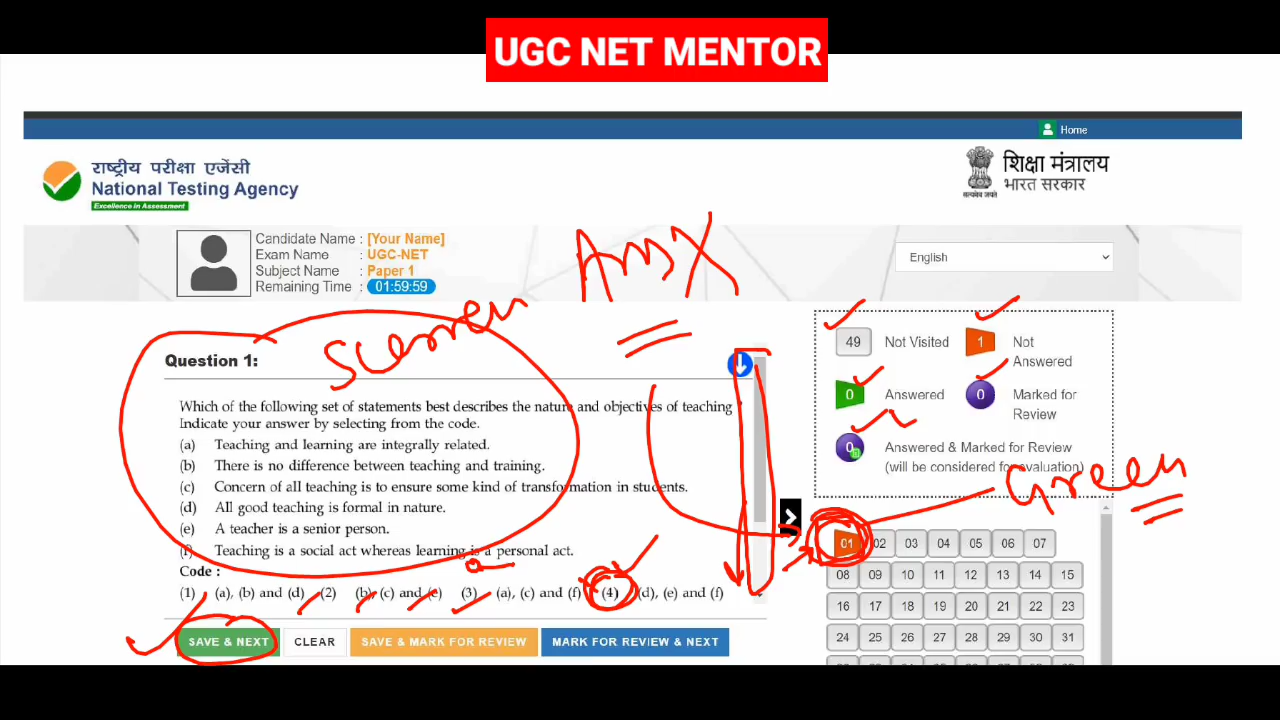 UGC NET MENTOR
Home
राष्ट्रीय परीक्षा एजेंसी
National Testing Agency
Excellence in Assessment
शिक्षा मंत्रालय
भारत सरकार
सत्यमेव जयते
Candidate Name : [Your Name]
Exam Name : UGC-NET
Subject Name : Paper 1
Remaining Time : 01:59:59
English
Screen
Question 1:
Which of the following set of statements best describes the nature and objectives of teaching ?
Indicate your answer by selecting from the code.
(a) Teaching and learning are integrally related.
(b) There is no difference between teaching and training.
(c) Concern of all teaching is to ensure some kind of transformation in students.
(d) All good teaching is formal in nature.
(e) A teacher is a senior person.
(f) Teaching is a social act whereas learning is a personal act.
Code :
(1) (a), (b) and (d) (2) (b), (c) and (e) (3) (a), (c) and (f) (4) (d), (e) and (f)
SAVE & NEXT CLEAR SAVE & MARK FOR REVIEW MARK FOR REVIEW & NEXT
49 Not Visited 1 Not Answered
0 Answered 0 Marked for Review
0 Answered & Marked for Review
(will be considered for evaluation)
Green
01 02 03 04 05 06 07
08 09 10 11 12 13 14 15
16 17 18 19 20 21 22 23
24 25 26 27 28 29 30 31